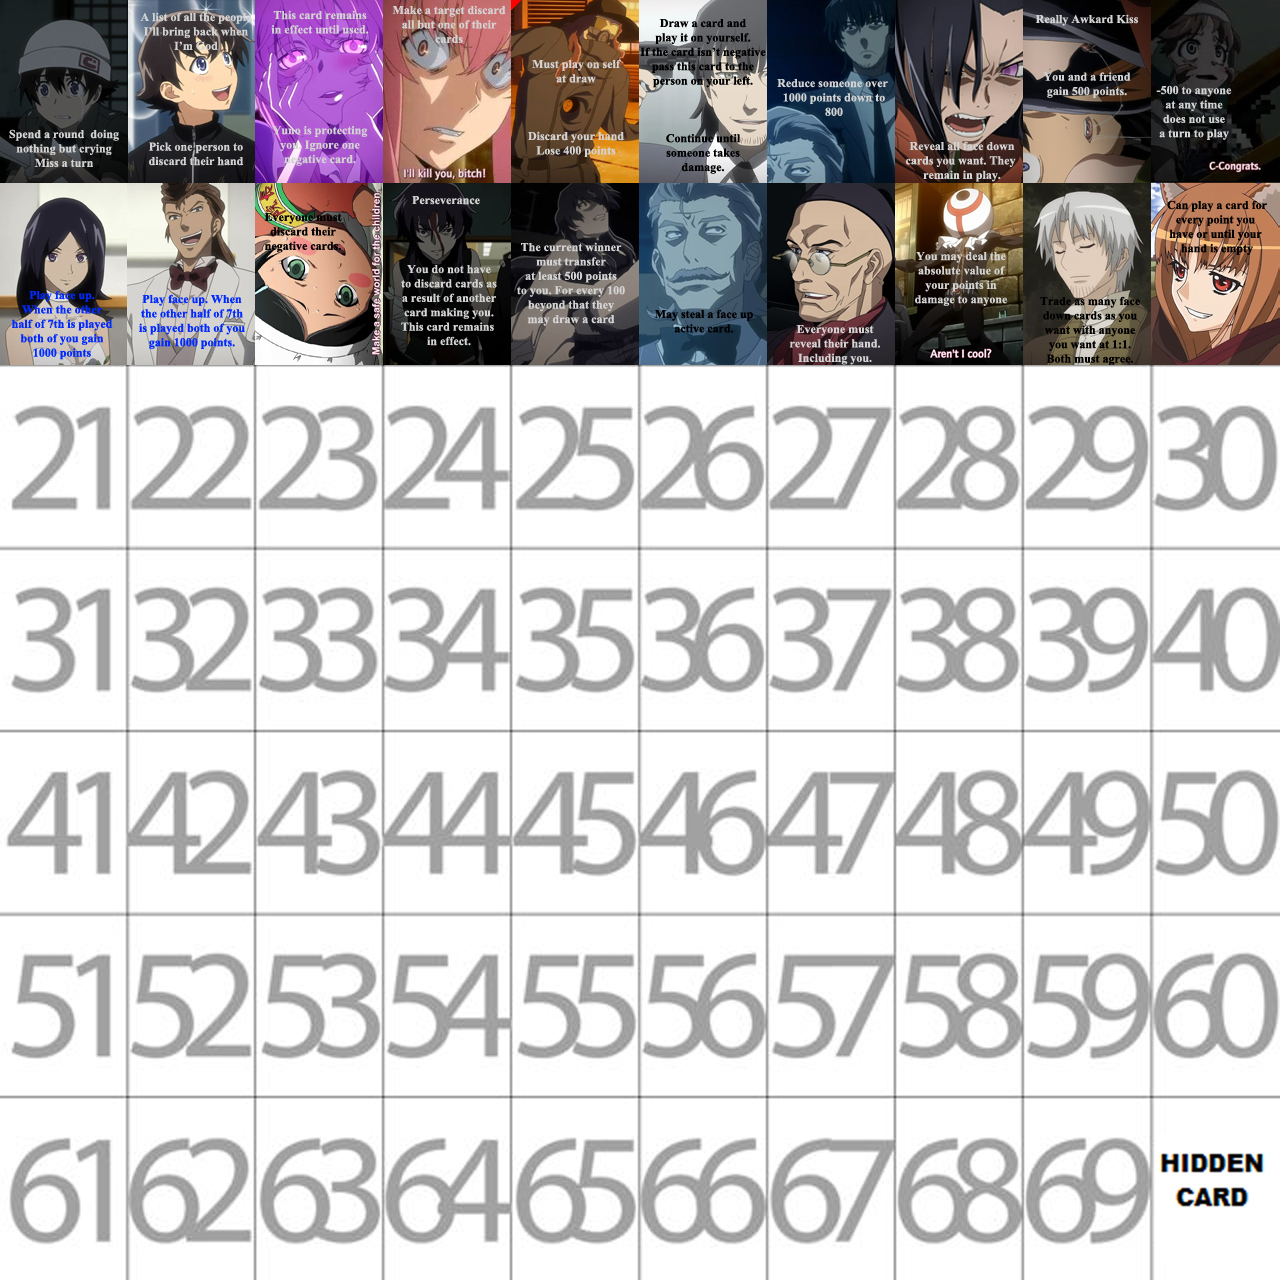 Spend a round doing
nothing but crying
Miss a turn
A list of all the people
I'll bring back when
I'm God
Pick one person to
discard their hand
This card remains
in effect until used.
Yuno is protecting
you. Ignore one
negative card.
Make a target discard
all but one of their
cards
I'll kill you, bitch!
Must play on self
at draw
Discard your hand
Lose 400 points
Draw a card and
play it on yourself.
If the card isn't negative
pass this card to the
person on your left.
Continue until
someone takes
damage.
Reduce someone over
1000 points down to
800
Reveal all face down
cards you want. They
remain in play.
Really Awkard Kiss
You and a friend
gain 500 points.
-500 to anyone
at any time
does not use
a turn to play
C-Congrats.
Play face up.
When the other
half of 7th is played
both of you gain
1000 points
Play face up. When
the other half of 7th
is played both of you
gain 1000 points.
Everyone must
discard their
negative cards.
Make a safe world for the children.
Perseverance
You do not have
to discard cards as
a result of another
card making you.
This card remains
in effect.
The current winner
must transfer
at least 500 points
to you. For every 100
beyond that they
may draw a card
May steal a face up
active card.
Everyone must
reveal their hand.
Including you.
You may deal the
absolute value of
your points in
damage to anyone
Aren't I cool?
Trade as many face
down cards as you
want with anyone
you want at 1:1.
Both must agree.
Can play a card for
every point you
have or until your
hand is empty
21 22 23 24 25 26 27 28 29 30
31 32 33 34 35 36 37 38 39 40
41 42 43 44 45 46 47 48 49 50
51 52 53 54 55 56 57 58 59 60
61 62 63 64 65 66 67 68 69
HIDDEN
CARD